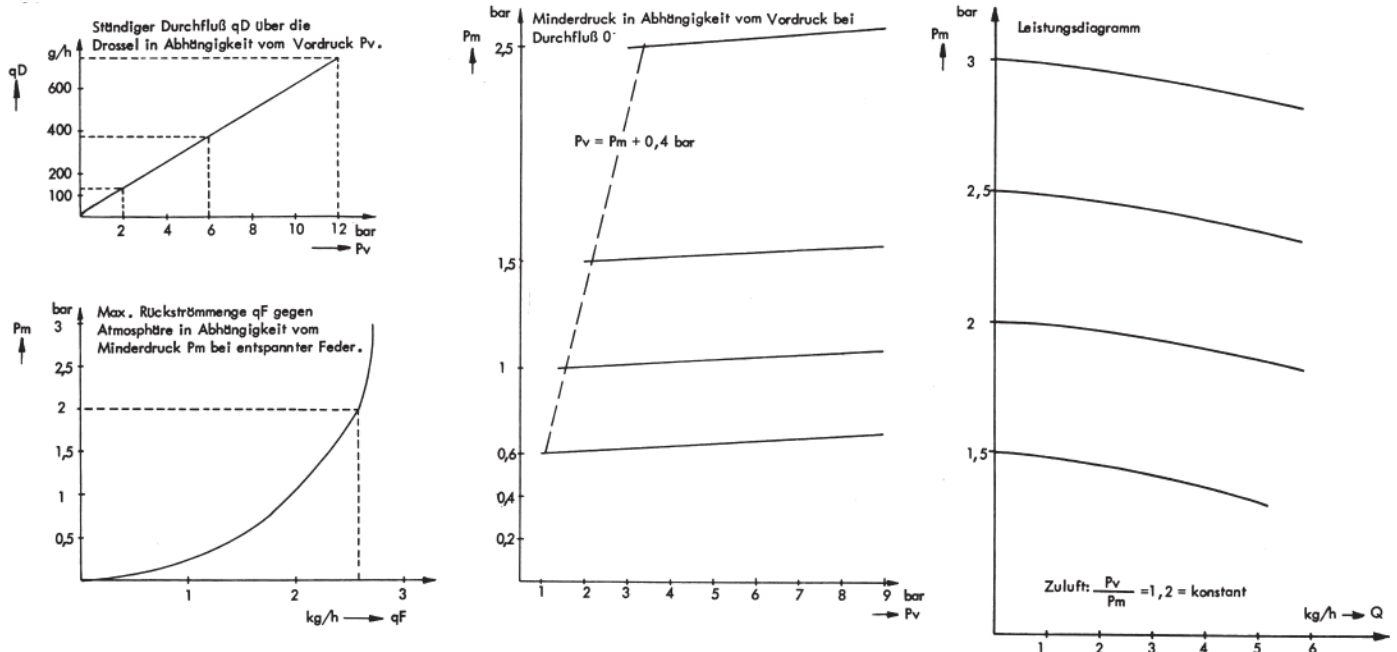 Ständiger Durchfluß qD über die
Drossel in Abhängigkeit vom Vordruck Pv.
g/h
qD
600
400
200
100
2
4
6
8
10
12
bar
Pv
bar
Pm
Max. Rückströmmenge qF gegen
Atmosphäre in Abhängigkeit vom
Minderdruck Pm bei entspannter Feder.
3
2,5
2
1,5
1
0,5
1
2
3
kg/h
qF
bar
Pm
Minderdruck in Abhängigkeit vom Vordruck bei
Durchfluß 0
2,5
Pv = Pm + 0,4 bar
1,5
1
0,6
0,4
0,2
1
2
3
4
5
6
7
8
9
bar
Pv
bar
Pm
Leistungsdiagramm
3
2,5
2
1,5
Zuluft: Pv
Pm =1,2 = konstant
kg/h
Q
1
2
3
4
5
6